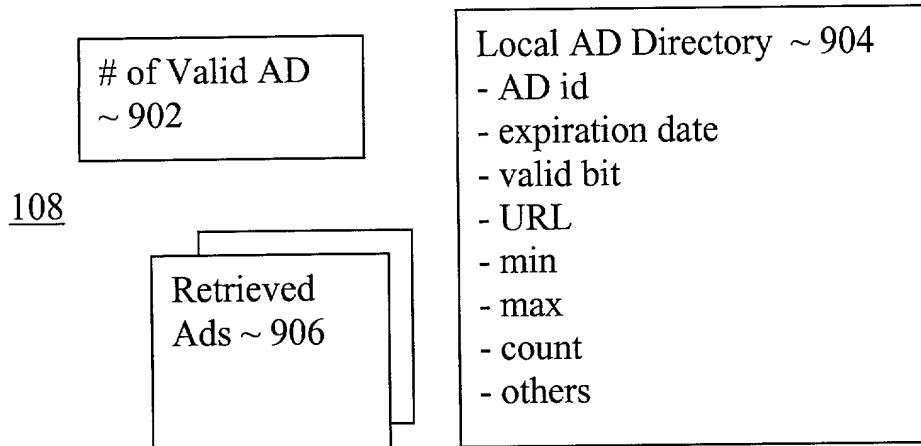 # of Valid AD
~ 902
108
Retrieved
Ads ~ 906
Local AD Directory ~ 904
- AD id
- expiration date
- valid bit
- URL
- min
- max
- count
- others